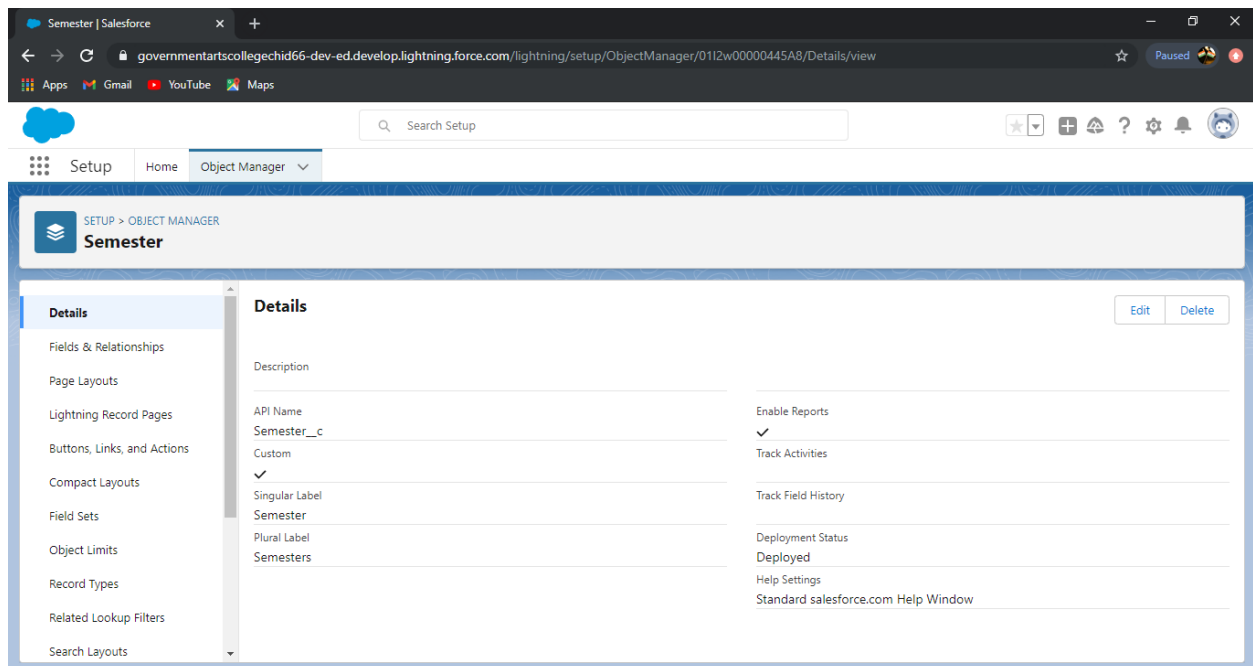 Semester | Salesforce
governmentartscollegechid66-dev-ed.develop.lightning.force.com/lightning/setup/ObjectManager/01I2w00000445A8/Details/view
Paused
Apps
Gmail
YouTube
Maps
Search Setup
Setup
Home
Object Manager
SETUP > OBJECT MANAGER
Semester
Details
Fields & Relationships
Page Layouts
Lightning Record Pages
Buttons, Links, and Actions
Compact Layouts
Field Sets
Object Limits
Record Types
Related Lookup Filters
Search Layouts
Details
Edit
Delete
Description
API Name
Semester__c
Custom
Singular Label
Semester
Plural Label
Semesters
Enable Reports
Track Activities
Track Field History
Deployment Status
Deployed
Help Settings
Standard salesforce.com Help Window